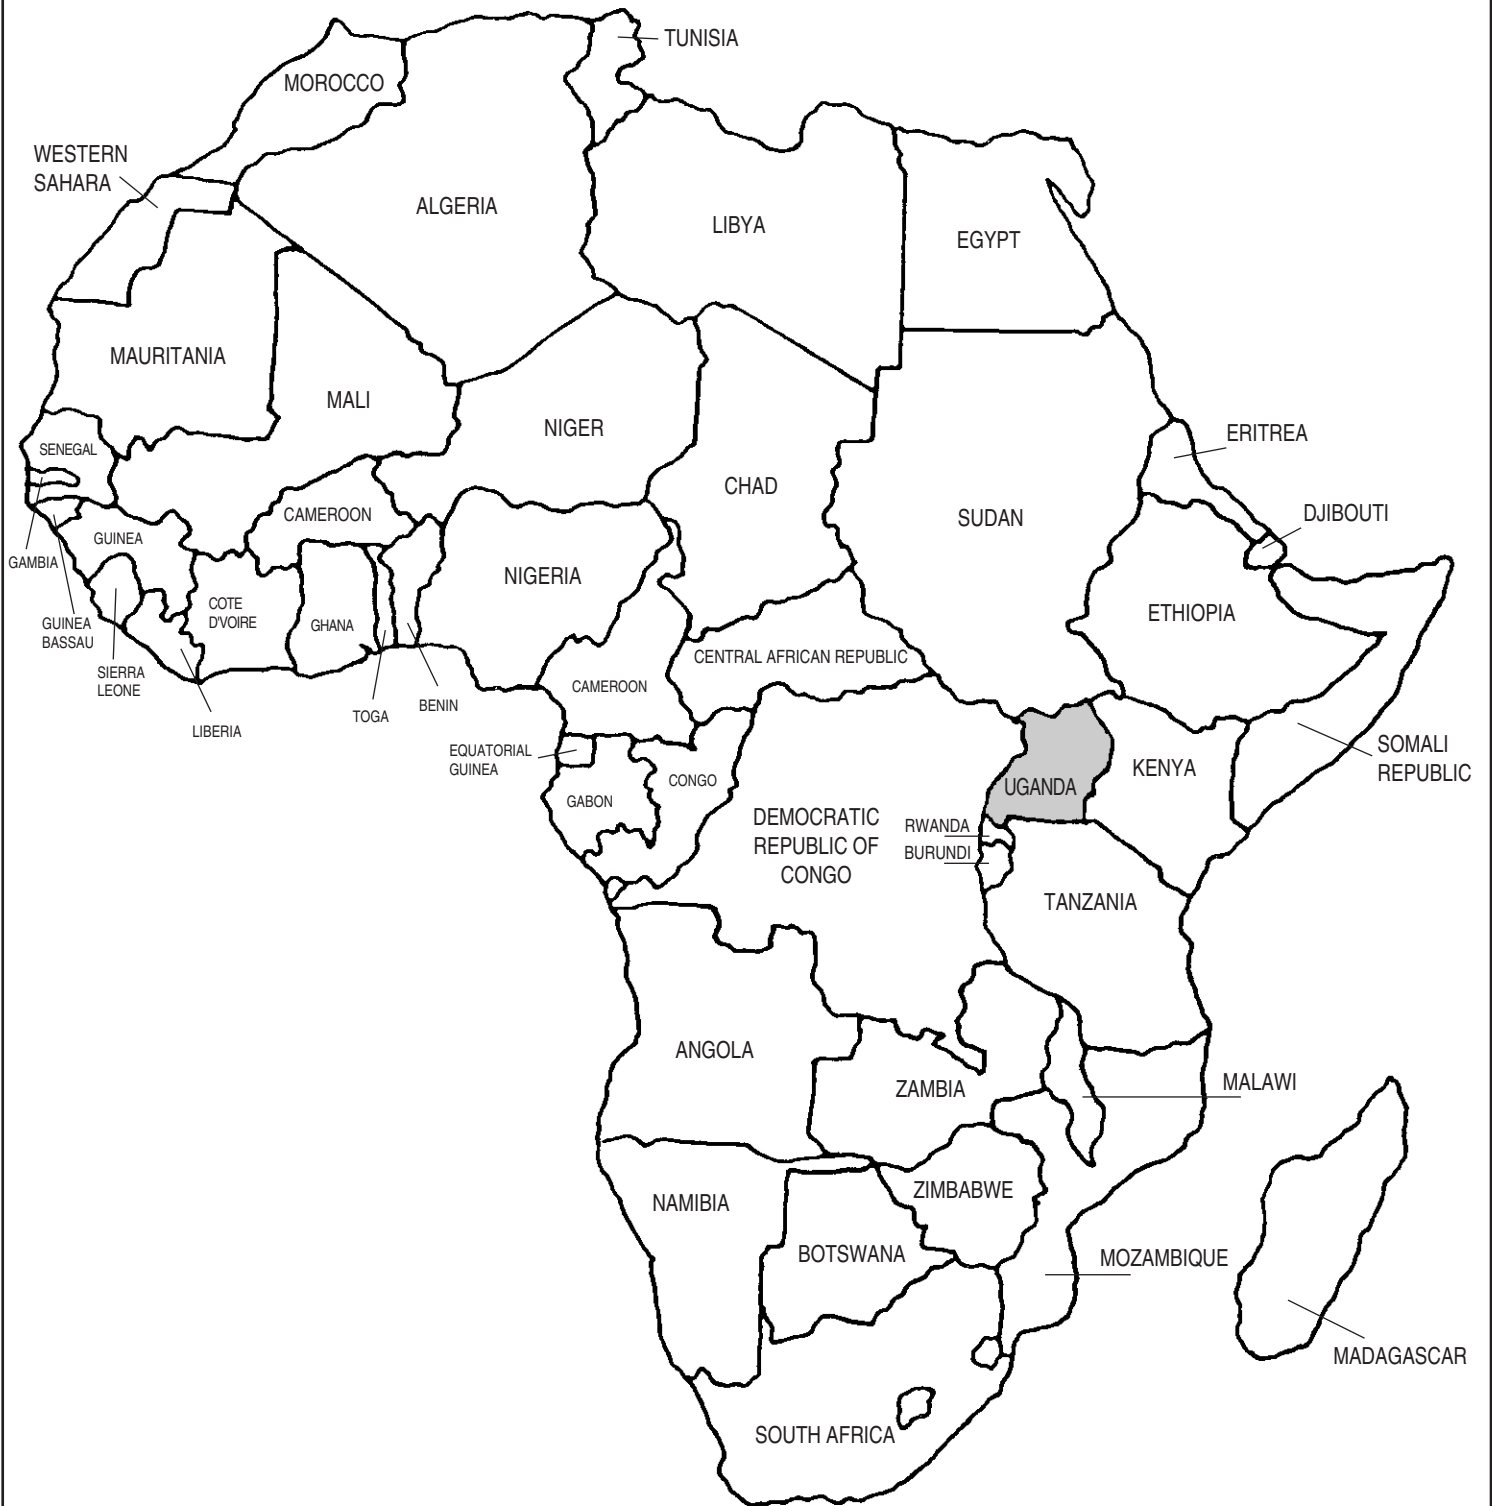 TUNISIA
MOROCCO
WESTERN
SAHARA
ALGERIA
LIBYA
EGYPT
MAURITANIA
MALI
NIGER
CHAD
SUDAN
ERITREA
DJIBOUTI
SENEGAL
CAMEROON
GUINEA
GAMBIA
NIGERIA
COTE
D'VOIRE
GHANA
ETHIOPIA
GUINEA
BASSAU
SIERRA
LEONE
LIBERIA
TOGA
BENIN
CENTRAL AFRICAN REPUBLIC
CAMEROON
EQUATORIAL
GUINEA
GABON
CONGO
DEMOCRATIC
REPUBLIC OF
CONGO
UGANDA
KENYA
SOMALI
REPUBLIC
RWANDA
BURUNDI
TANZANIA
ANGOLA
ZAMBIA
MALAWI
NAMIBIA
ZIMBABWE
BOTSWANA
MOZAMBIQUE
MADAGASCAR
SOUTH AFRICA